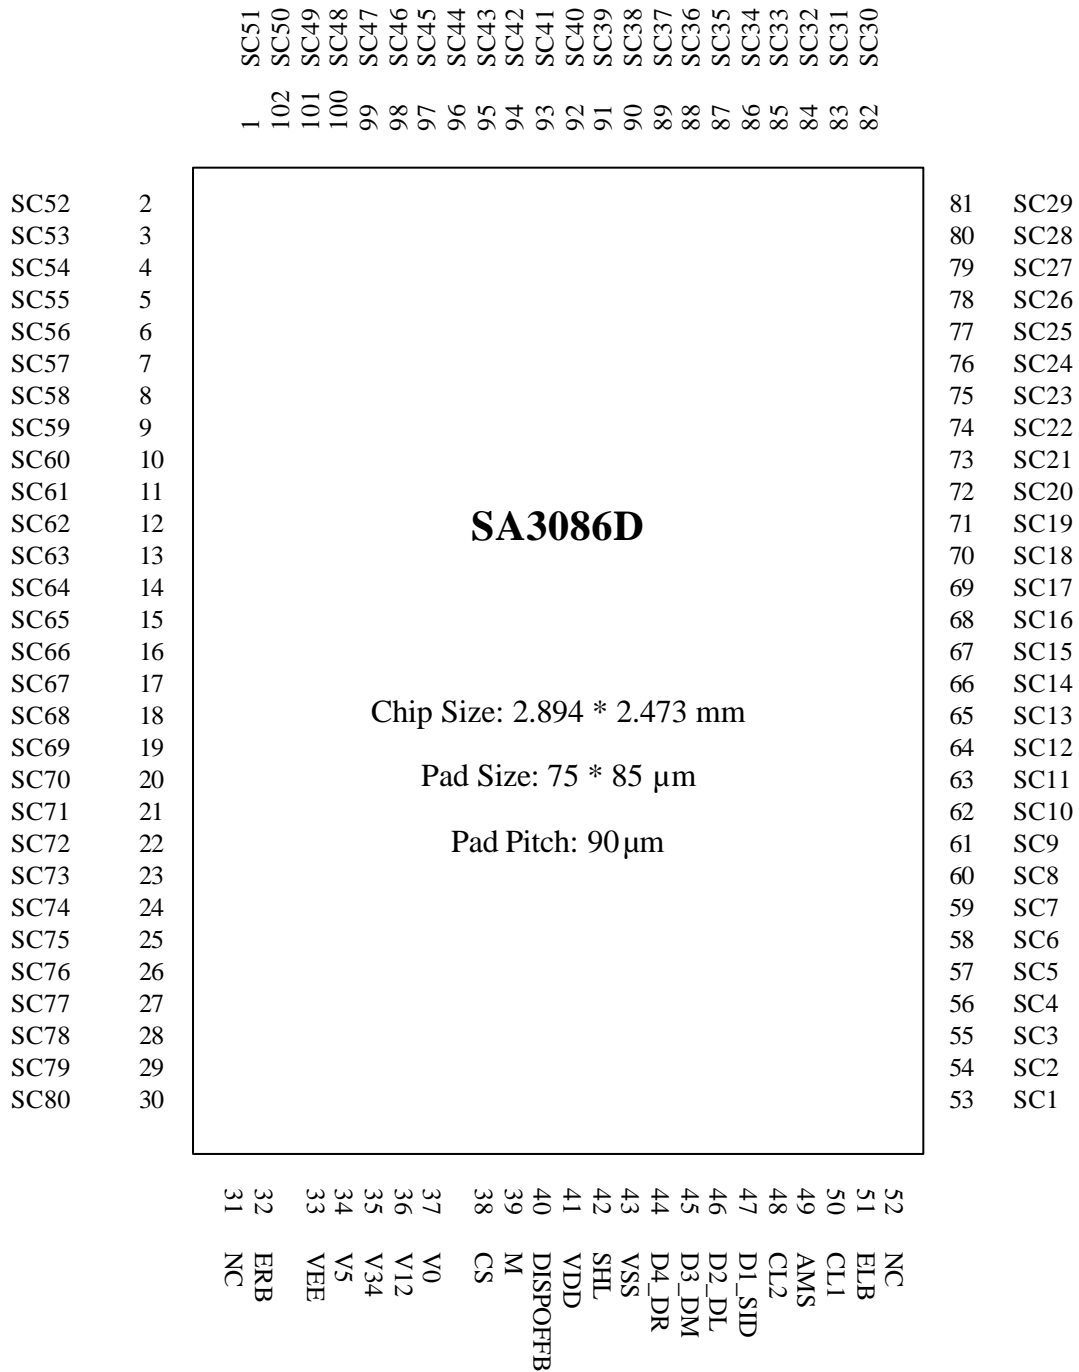 SC51 SC50 SC49 SC48 SC47 SC46 SC45 SC44 SC43 SC42 SC41 SC40 SC39 SC38 SC37 SC36 SC35 SC34 SC33 SC32 SC31 SC30
1 102 101 100 99 98 97 96 95 94 93 92 91 90 89 88 87 86 85 84 83 82
SC52 2 81 SC29
SC53 3 80 SC28
SC54 4 79 SC27
SC55 5 78 SC26
SC56 6 77 SC25
SC57 7 76 SC24
SC58 8 75 SC23
SC59 9 74 SC22
SC60 10 73 SC21
SC61 11 72 SC20
SC62 12 SA3086D 71 SC19
SC63 13 70 SC18
SC64 14 69 SC17
SC65 15 68 SC16
SC66 16 67 SC15
SC67 17 66 SC14
SC68 18 Chip Size: 2.894 * 2.473 mm 65 SC13
SC69 19 64 SC12
SC70 20 Pad Size: 75 * 85 µm 63 SC11
SC71 21 62 SC10
SC72 22 Pad Pitch: 90µm 61 SC9
SC73 23 60 SC8
SC74 24 59 SC7
SC75 25 58 SC6
SC76 26 57 SC5
SC77 27 56 SC4
SC78 28 55 SC3
SC79 29 54 SC2
SC80 30 53 SC1
31 32 33 34 35 36 37 38 39 40 41 42 43 44 45 46 47 48 49 50 51 52
NC ERB VEE V5 V34 V12 V0 CS M DISPOFFB VDD SHL VSS D4_DR D3_DM D2_DL D1_SID CL2 AMS CL1 ELB NC